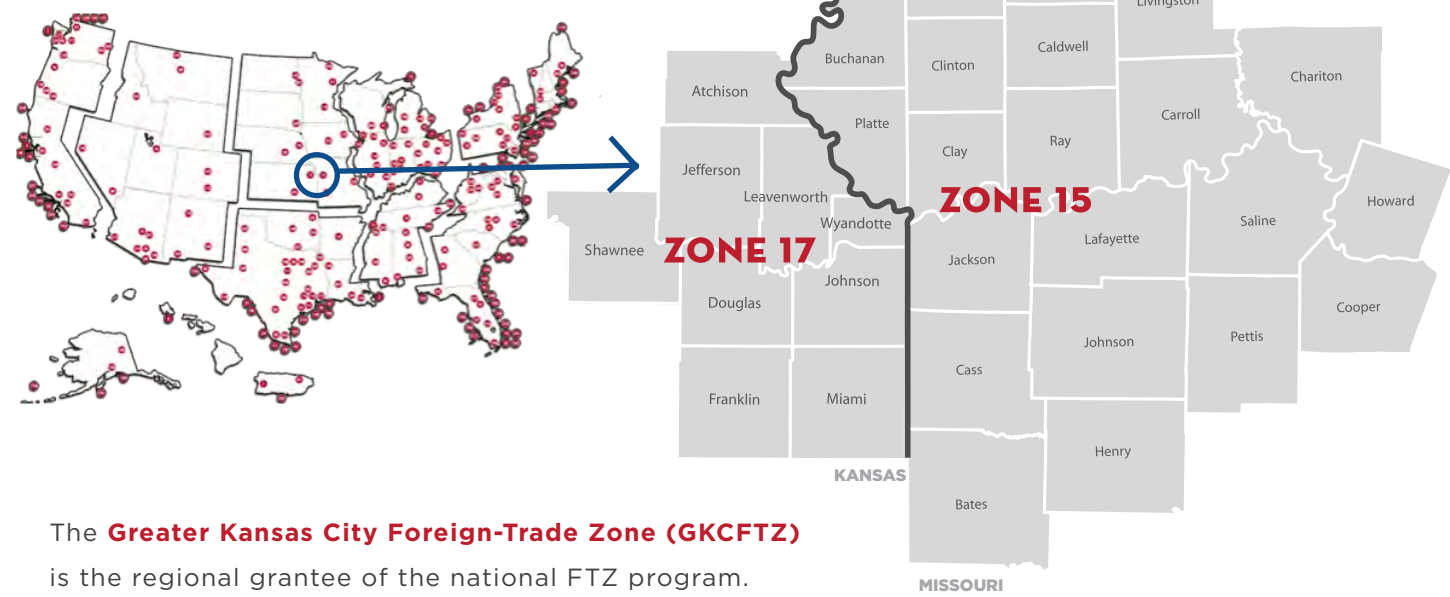 Livingston
Caldwell
Buchanan
Clinton
Chariton
Atchison
Carroll
Platte
Ray
Clay
Jefferson
Leavenworth
ZONE 15
Howard
Wyandotte
Saline
Lafayette
Shawnee
ZONE 17
Jackson
Johnson
Douglas
Cooper
Pettis
Johnson
Cass
Franklin
Miami
Henry
KANSAS
Bates
MISSOURI
The Greater Kansas City Foreign-Trade Zone (GKCFTZ)
is the regional grantee of the national FTZ program.